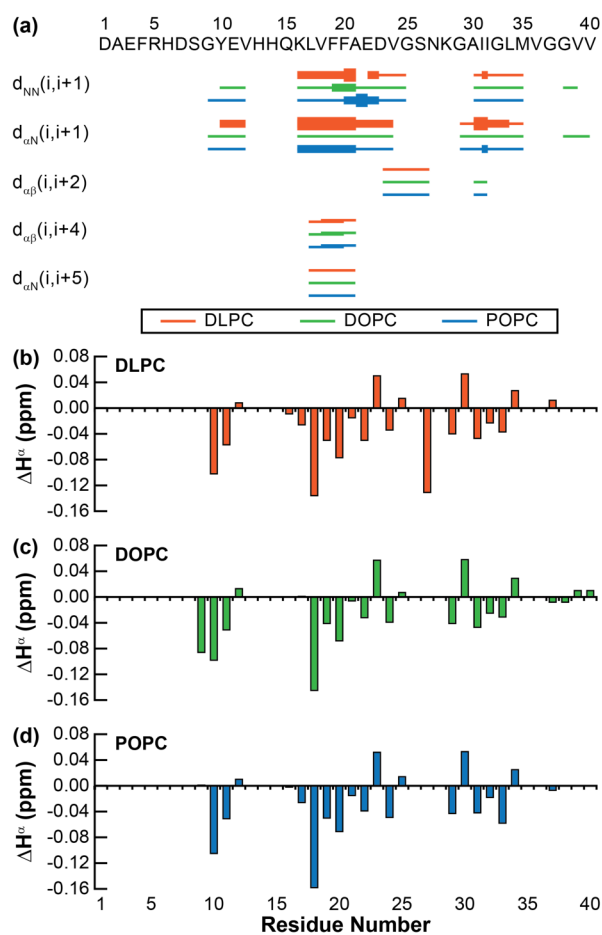 (a) 1 5 10 15 20 25 30 35 40
DAEFRHDSGYEVHHQKLVFFAEDVGSNKGAIIGLMVGGVV
dNN(i,i+1)
dαN(i,i+1)
dαβ(i,i+2)
dαβ(i,i+4)
dαN(i,i+5)
DLPC DOPC POPC
(b) DLPC
0.08
0.04
0.00
-0.04
-0.08
-0.12
-0.16
ΔHα (ppm)
(c) DOPC
0.08
0.04
0.00
-0.04
-0.08
-0.12
-0.16
ΔHα (ppm)
(d) POPC
0.08
0.04
0.00
-0.04
-0.08
-0.12
-0.16
ΔHα (ppm)
1 5 10 15 20 25 30 35 40
Residue Number